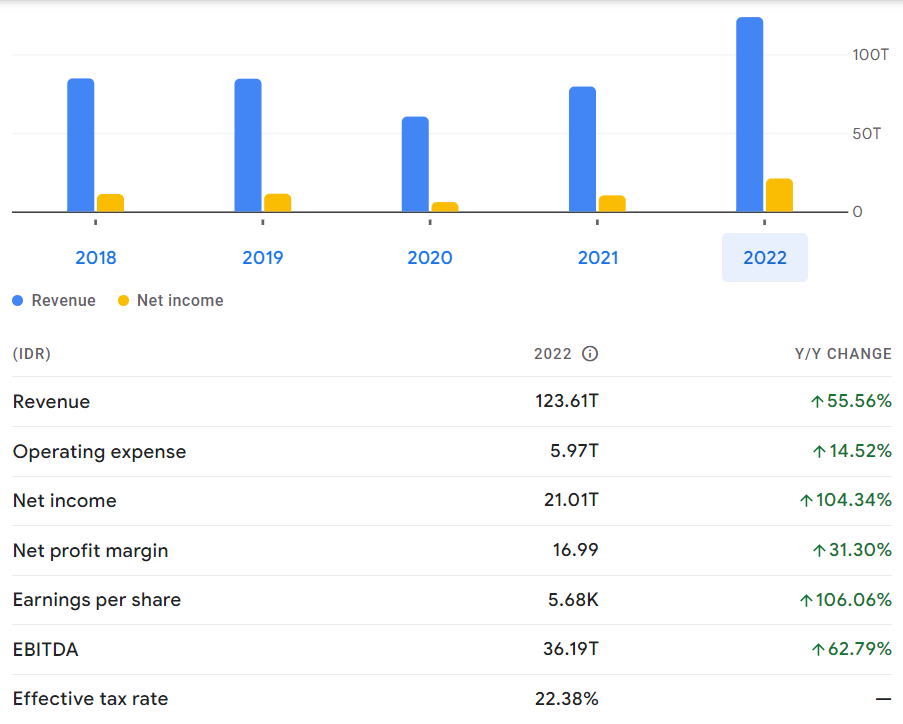 100T
50T
0
2018 2019 2020 2021 2022
Revenue Net income
(IDR) 2022 Y/Y CHANGE
Revenue 123.61T ↑55.56%
Operating expense 5.97T ↑14.52%
Net income 21.01T ↑104.34%
Net profit margin 16.99 ↑31.30%
Earnings per share 5.68K ↑106.06%
EBITDA 36.19T ↑62.79%
Effective tax rate 22.38% —